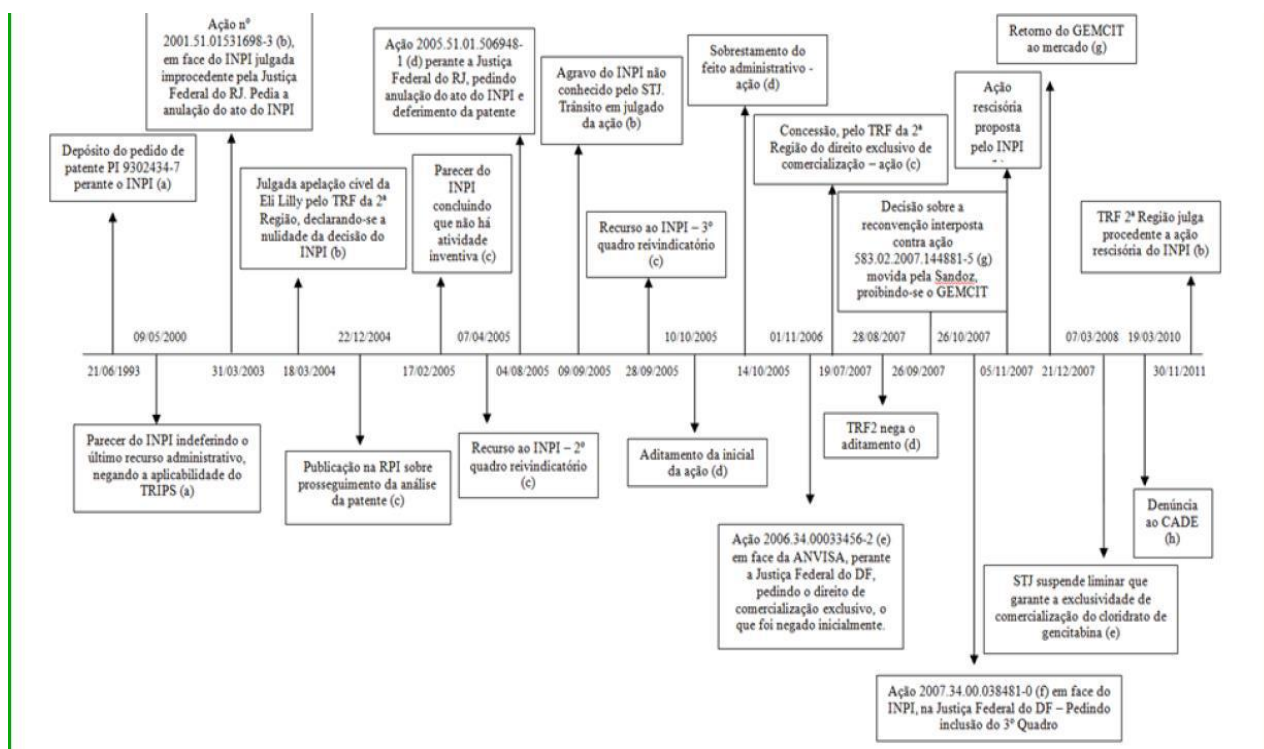 Ação nº
2001.51.01531698-3 (b),
em face do INPI julgada
improcedente pela Justiça
Federal do RJ. Pedia a
anulação do ato do INPI
Ação 2005.51.01.506948-
1 (d) perante a Justiça
Federal do RJ, pedindo
anulação do ato do INPI e
deferimento da patente
Agravo do INPI não
conhecido pelo STJ.
Trânsito em julgado
da ação (b)
Sobrestamento do
feito administrativo -
ação (d)
Retorno do GEMCIT
ao mercado (g)
Ação
rescisória
proposta
pelo INPI
Depósito do pedido de
patente PI 9302434-7
perante o INPI (a)
Julgada apelação cível da
Eli Lilly pelo TRF da 2ª
Região, declarando-se a
nulidade da decisão do
INPI (b)
Parecer do
INPI
concluindo
que não há
atividade
inventiva (c)
Recurso ao INPI – 3º
quadro reivindicatório
(c)
Concessão, pelo TRF da 2ª
Região do direito exclusivo de
comercialização – ação (c)
Decisão sobre a
reconvenção interposta
contra ação
583.02.2007.144881-5 (g)
movida pela Sandoz,
proibindo-se o GEMCIT
TRF 2ª Região julga
procedente a ação
rescisória do INPI (b)
09/05/2000 22/12/2004 07/04/2005 10/10/2005 01/11/2006 28/08/2007 26/10/2007 07/03/2008 19/03/2010
21/06/1993 31/03/2003 18/03/2004 17/02/2005 04/08/2005 09/09/2005 28/09/2005 14/10/2005 19/07/2007 26/09/2007 05/11/2007 21/12/2007 30/11/2011
Parecer do INPI indeferindo o
último recurso administrativo,
negando a aplicabilidade do
TRIPS (a)
Publicação na RPI sobre
prosseguimento da análise
da patente (c)
Recurso ao INPI – 2º
quadro reivindicatório
(c)
Aditamento da inicial
da ação (d)
TRF2 nega o
aditamento (d)
Ação 2006.34.00033456-2 (e)
em face da ANVISA, perante
a Justiça Federal do DF,
pedindo o direito de
comercialização exclusivo, o
que foi negado inicialmente.
Denúncia
ao CADE
(h)
STJ suspende liminar que
garante a exclusividade de
comercialização do cloridrato de
gencitabina (e)
Ação 2007.34.00.038481-0 (f) em face do
INPI, na Justiça Federal do DF – Pedindo
inclusão do 3º Quadro